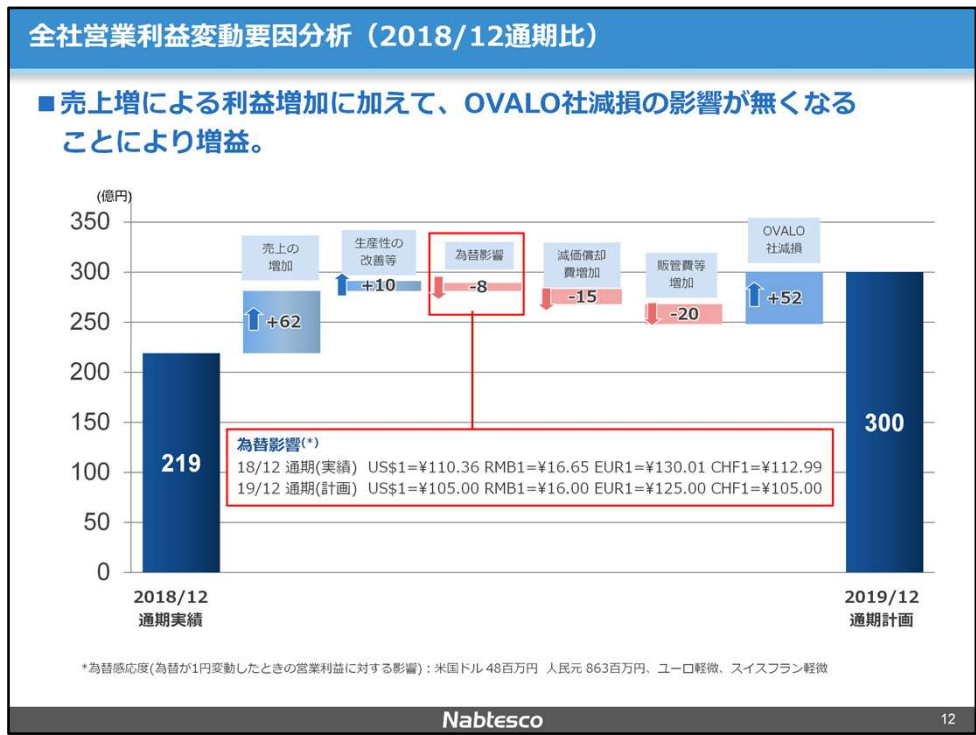 全社営業利益変動要因分析（2018/12通期比）
■売上増による利益増加に加えて、OVALO社減損の影響が無くなる
ことにより増益。
(億円)
350
300
250
200
150
100
50
0
219
2018/12
通期実績
売上の
増加
+62
生産性の
改善等
+10
為替影響
-8
減価償却
費増加
-15
販管費等
増加
-20
OVALO
社減損
+52
300
2019/12
通期計画
為替影響(*)
18/12 通期(実績) US$1=¥110.36 RMB1=¥16.65 EUR1=¥130.01 CHF1=¥112.99
19/12 通期(計画) US$1=¥105.00 RMB1=¥16.00 EUR1=¥125.00 CHF1=¥105.00
*為替感応度(為替が1円変動したときの営業利益に対する影響)：米国ドル 48百万円 人民元 863百万円、ユーロ軽微、スイスフラン軽微
Nabtesco
12